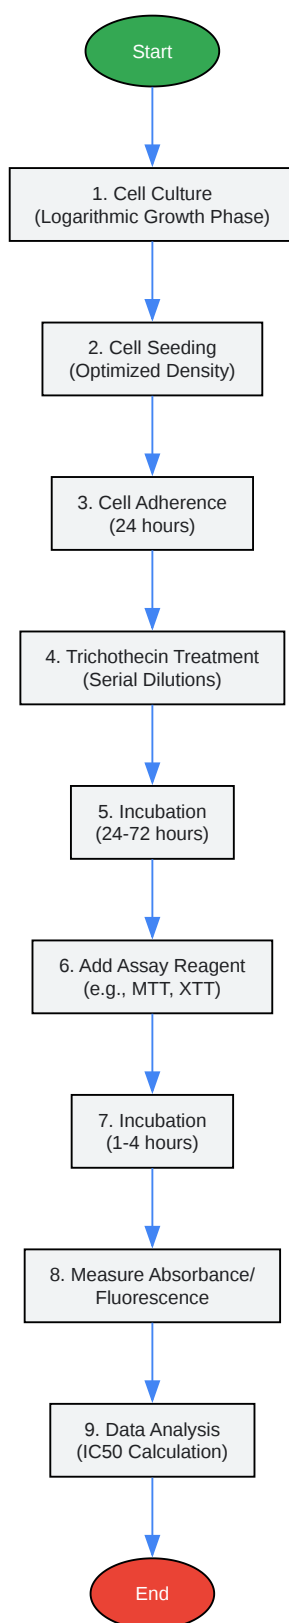 Start
1. Cell Culture
(Logarithmic Growth Phase)
2. Cell Seeding
(Optimized Density)
3. Cell Adherence
(24 hours)
4. Trichothecin Treatment
(Serial Dilutions)
5. Incubation
(24-72 hours)
6. Add Assay Reagent
(e.g., MTT, XTT)
7. Incubation
(1-4 hours)
8. Measure Absorbance/
Fluorescence
9. Data Analysis
(IC50 Calculation)
End